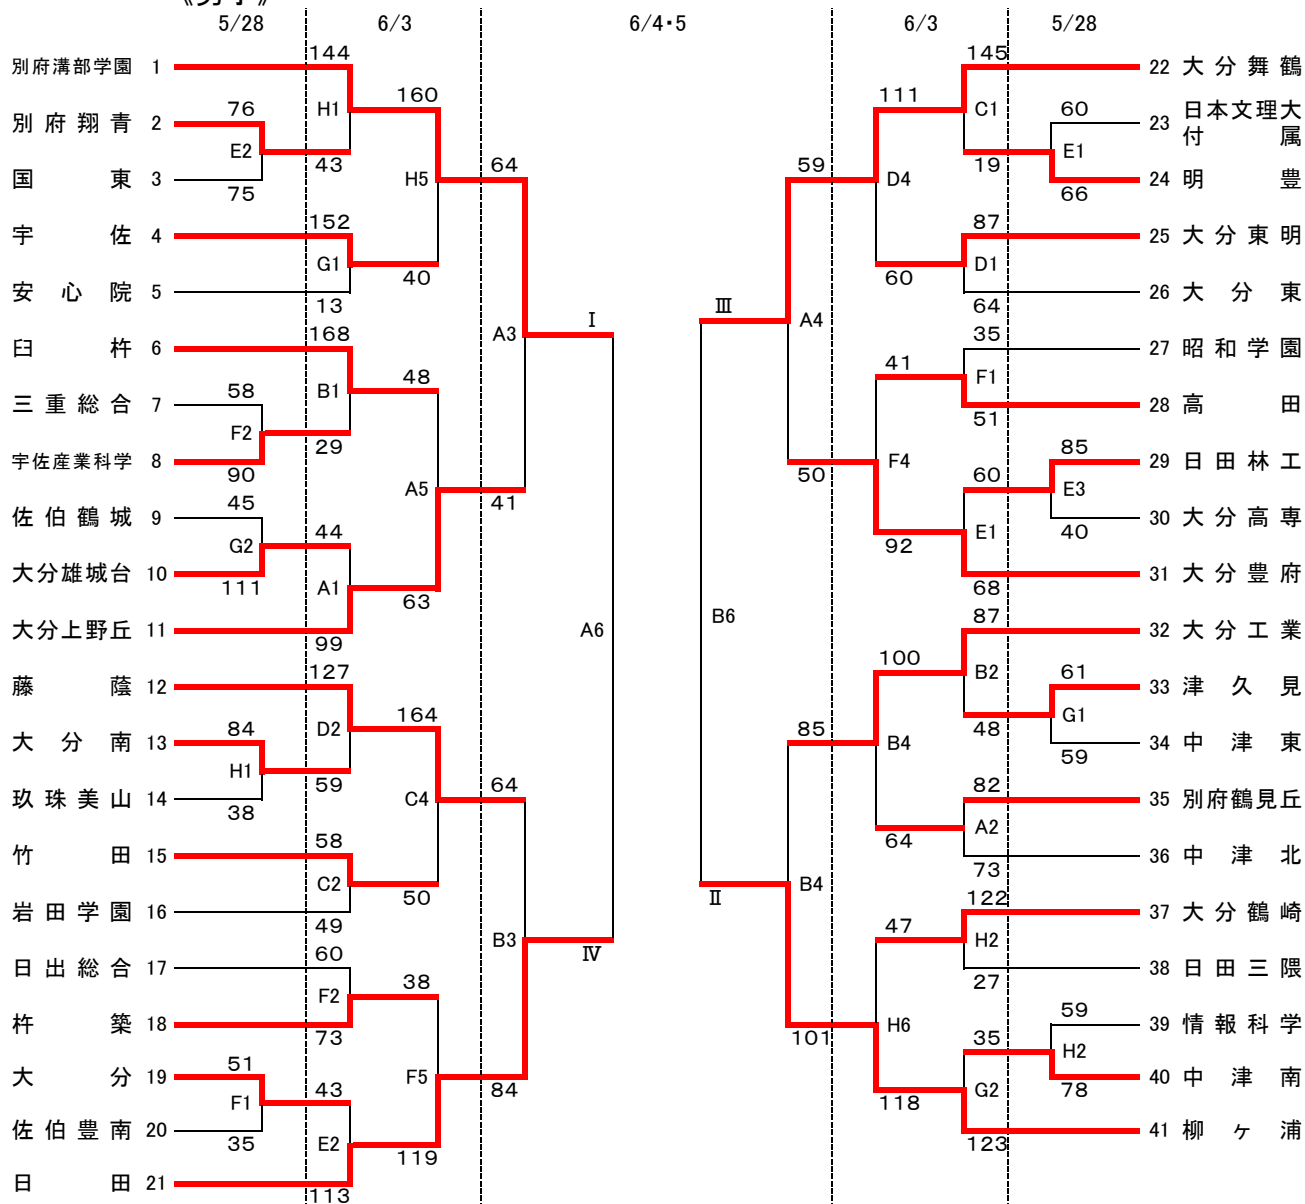 《男子》
5/28 6/3 6/4・5 6/3 5/28
別府溝部学園 1
別府翔青 2
国東 3
宇佐 4
安心院 5
臼杵 6
三重総合 7
宇佐産業科学 8
佐伯鶴城 9
大分雄城台 10
大分上野丘 11
藤蔭 12
大分南 13
玖珠美山 14
竹田 15
岩田学園 16
日出総合 17
杵築 18
大分 19
佐伯豊南 20
日田 21
76
E2
75
58
F2
90
45
G2
111
84
H1
38
51
F1
35
144
H1
43
152
G1
13
168
B1
29
44
A1
99
127
D2
59
58
C2
49
60
F2
73
43
E2
113
160
H5
40
48
A5
63
164
C4
50
38
F5
119
64
A3
41
64
B3
84
Ⅰ
A6
Ⅳ
Ⅲ
B6
Ⅱ
59
A4
50
85
B4
101
111
D4
60
41
F4
92
100
B4
64
47
H6
118
145
C1
19
87
D1
64
35
F1
51
60
E1
68
87
B2
48
82
A2
73
122
H2
27
35
G2
123
60
E1
66
85
E3
40
61
G1
59
59
H2
78
22 大分舞鶴
23 日本文理大
付属
24 明豊
25 大分東明
26 大分東
27 昭和学園
28 高田
29 日田林工
30 大分高専
31 大分豊府
32 大分工業
33 津久見
34 中津東
35 別府鶴見丘
36 中津北
37 大分鶴崎
38 日田三隈
39 情報科学
40 中津南
41 柳ヶ浦